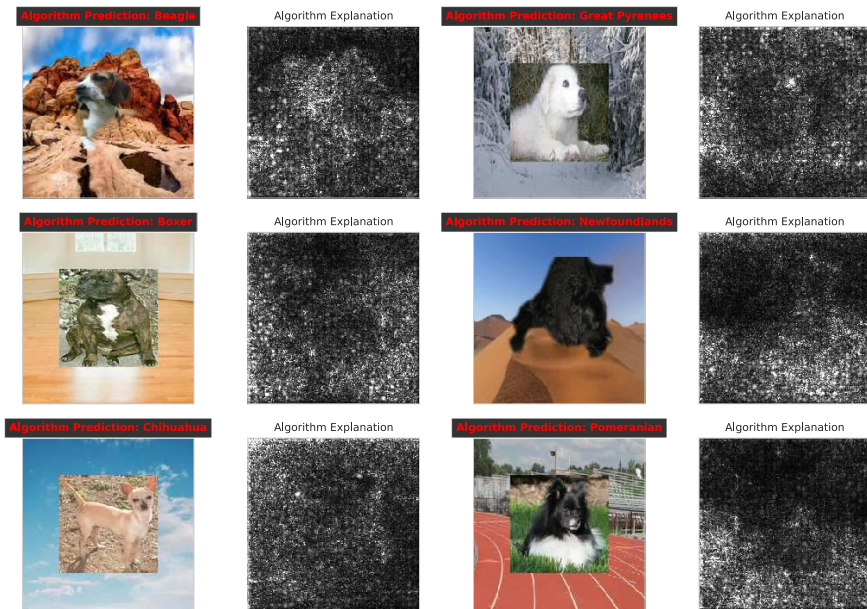 Algorithm Prediction: Beagle
Algorithm Explanation
Algorithm Prediction: Great Pyrenees
Algorithm Explanation
Algorithm Prediction: Boxer
Algorithm Explanation
Algorithm Prediction: Newfoundlands
Algorithm Explanation
Algorithm Prediction: Chihuahua
Algorithm Explanation
Algorithm Prediction: Pomeranian
Algorithm Explanation